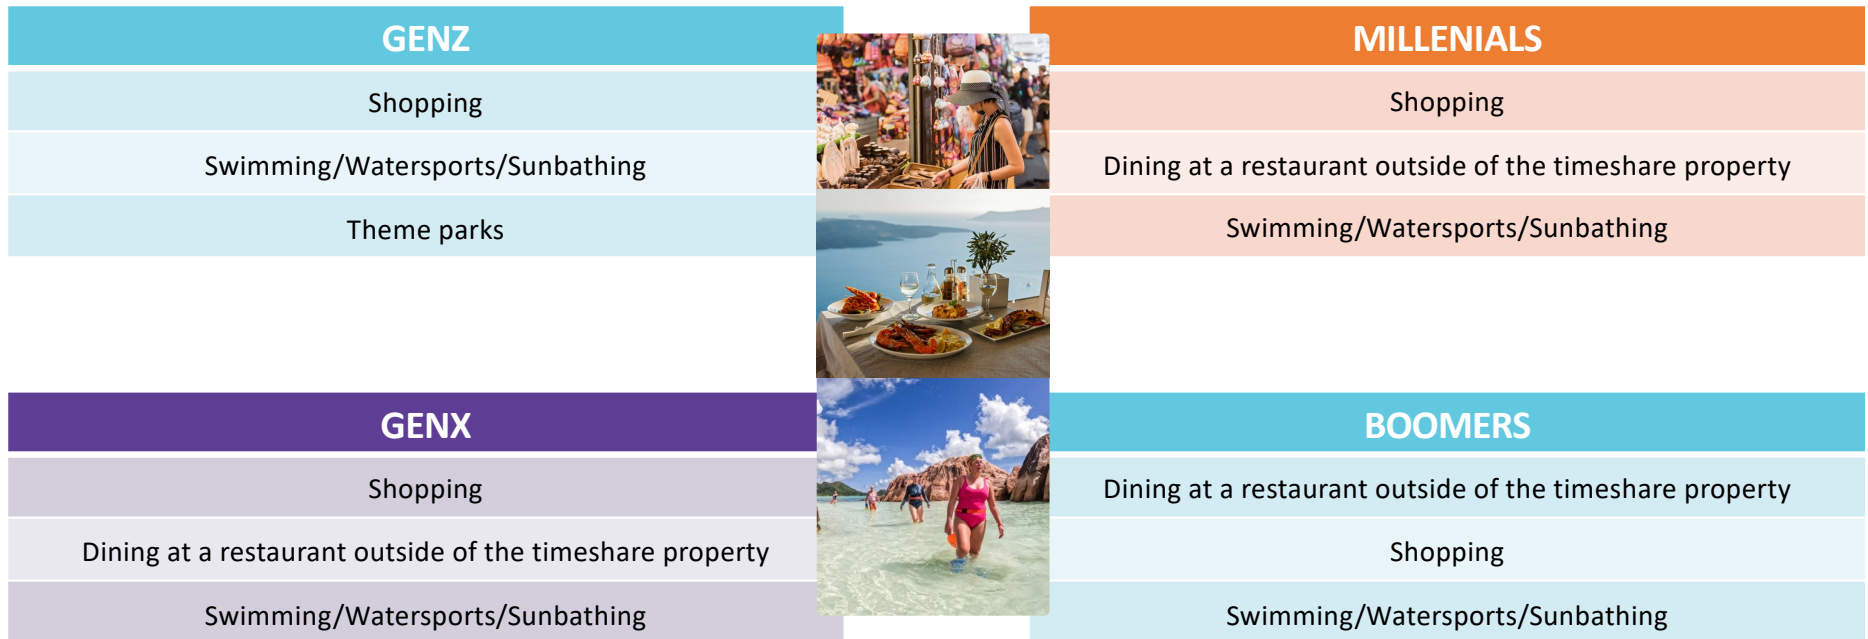 GENZ
Shopping
Swimming/Watersports/Sunbathing
Theme parks
MILLENIALS
Shopping
Dining at a restaurant outside of the timeshare property
Swimming/Watersports/Sunbathing
GENX
Shopping
Dining at a restaurant outside of the timeshare property
Swimming/Watersports/Sunbathing
BOOMERS
Dining at a restaurant outside of the timeshare property
Shopping
Swimming/Watersports/Sunbathing